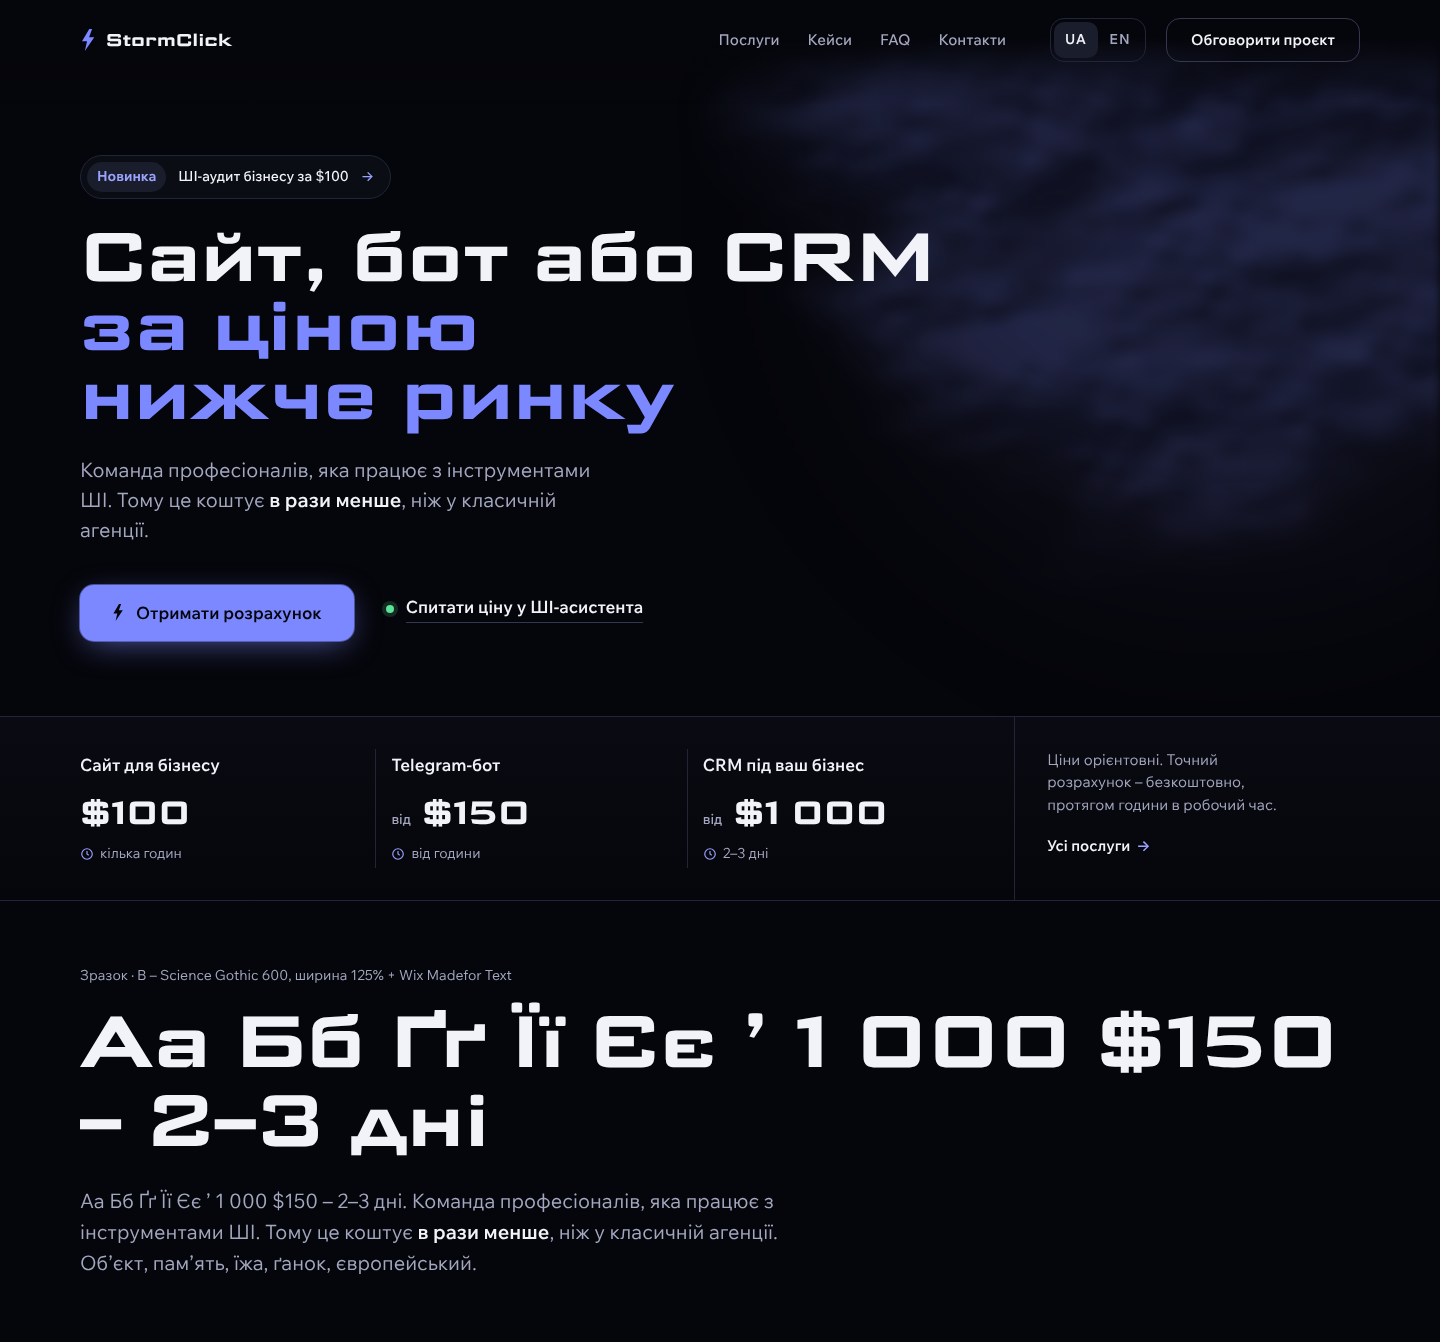 StormClick
Послуги Кейси FAQ Контакти UA EN Обговорити проєкт
Новинка ШІ-аудит бізнесу за $100 →
Сайт, бот або CRM
за ціною
нижче ринку
Команда професіоналів, яка працює з інструментами
ШІ. Тому це коштує в рази менше, ніж у класичній
агенції.
Отримати розрахунок
Спитати ціну у ШІ-асистента
Сайт для бізнесу
$100
кілька годин
Telegram-бот
від $150
від години
CRM під ваш бізнес
від $1 000
2–3 дні
Ціни орієнтовні. Точний
розрахунок – безкоштовно,
протягом години в робочий час.
Усі послуги →
Зразок · B – Science Gothic 600, ширина 125% + Wix Madefor Text
Аа Бб Ґґ Її Єє ’ 1 000 $150
– 2–3 дні
Аа Бб Ґґ Її Єє ’ 1 000 $150 – 2–3 дні. Команда професіоналів, яка працює з
інструментами ШІ. Тому це коштує в рази менше, ніж у класичній агенції.
Об’єкт, пам’ять, їжа, ґанок, європейський.